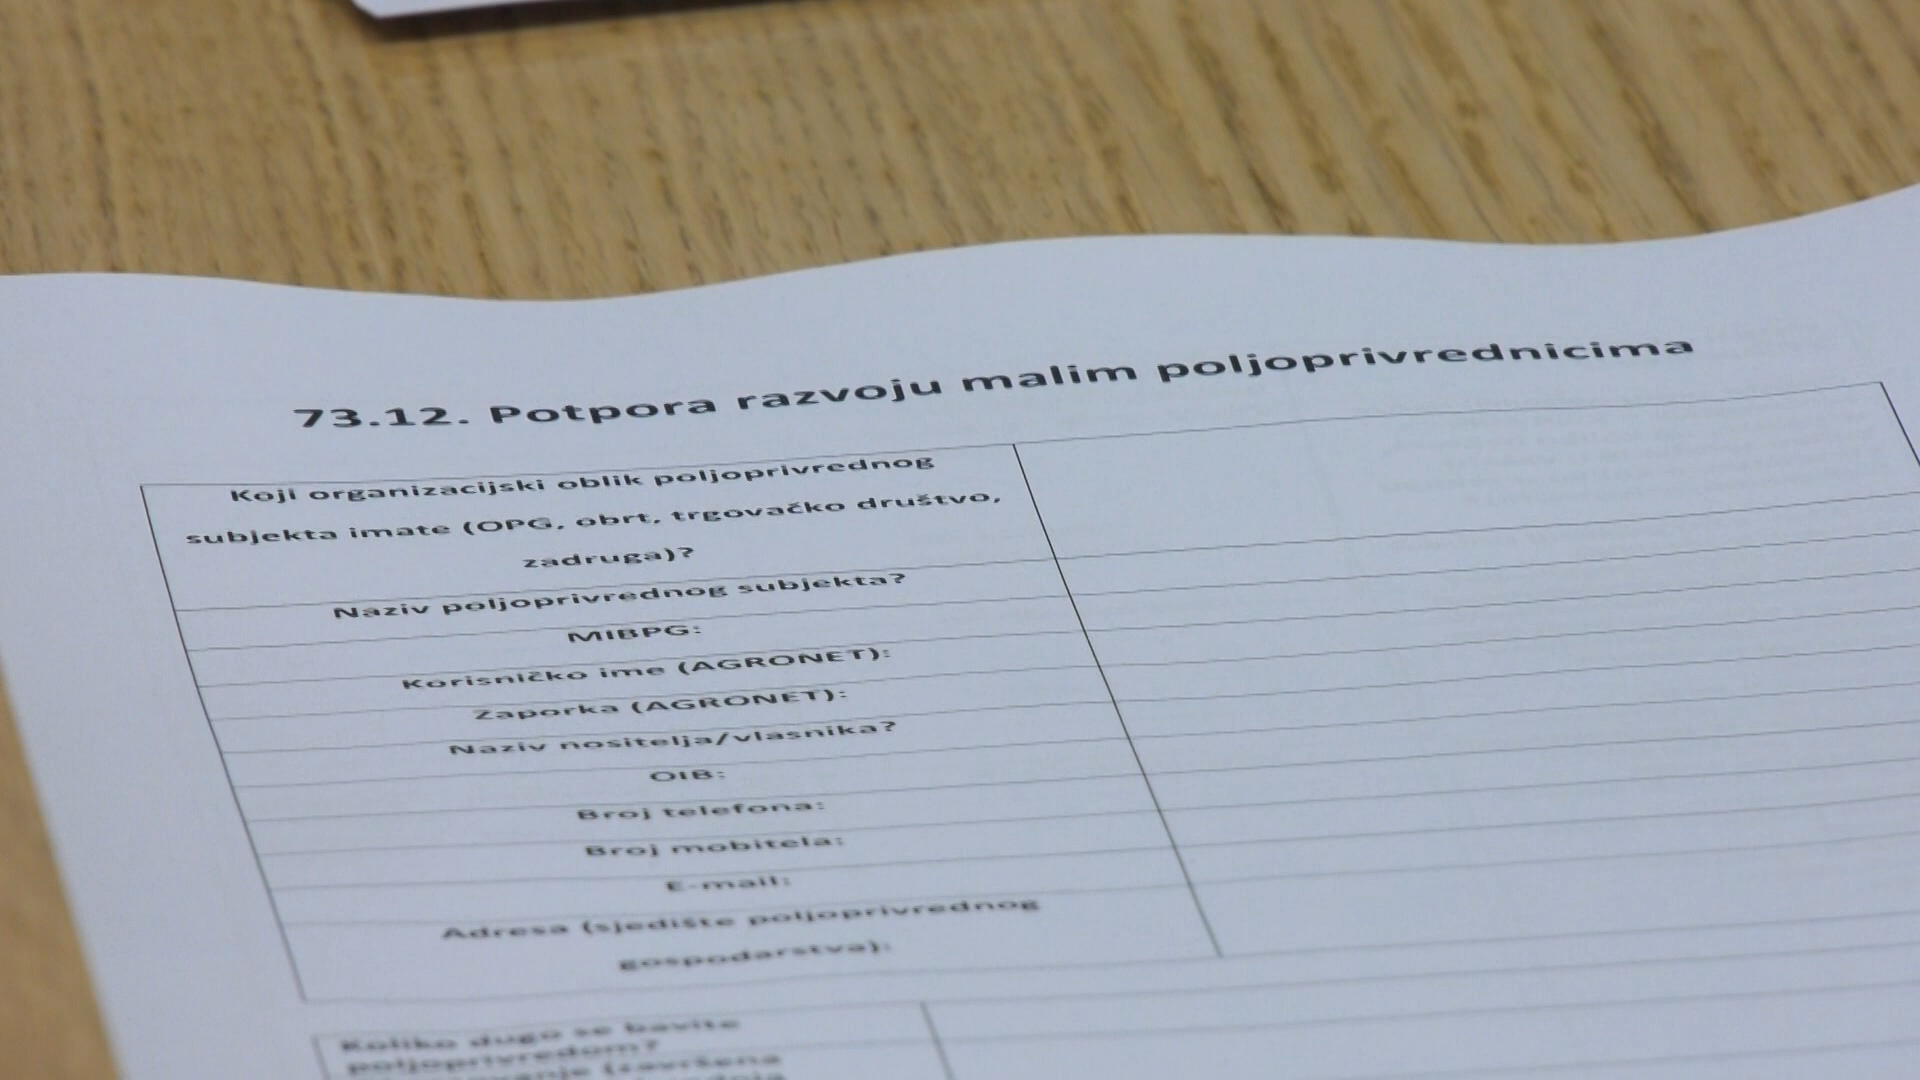 73.12. Potpora razvoju malim poljoprivrednicima
Koji organizacijski oblik poljoprivrednog
subjekta imate (OPG, obrt, trgovačko društvo,
zadruga)?
Naziv poljoprivrednog subjekta?
MIBPG:
Korisničko ime (AGRONET):
Zaporka (AGRONET):
Naziv nositelja/vlasnika?
OIB:
Broj telefona:
Broj mobitela:
E-mail:
Adresa (sjedište poljoprivrednog
gospodarstva):
Koliko dugo se bavite
poljoprivredom?
(završena